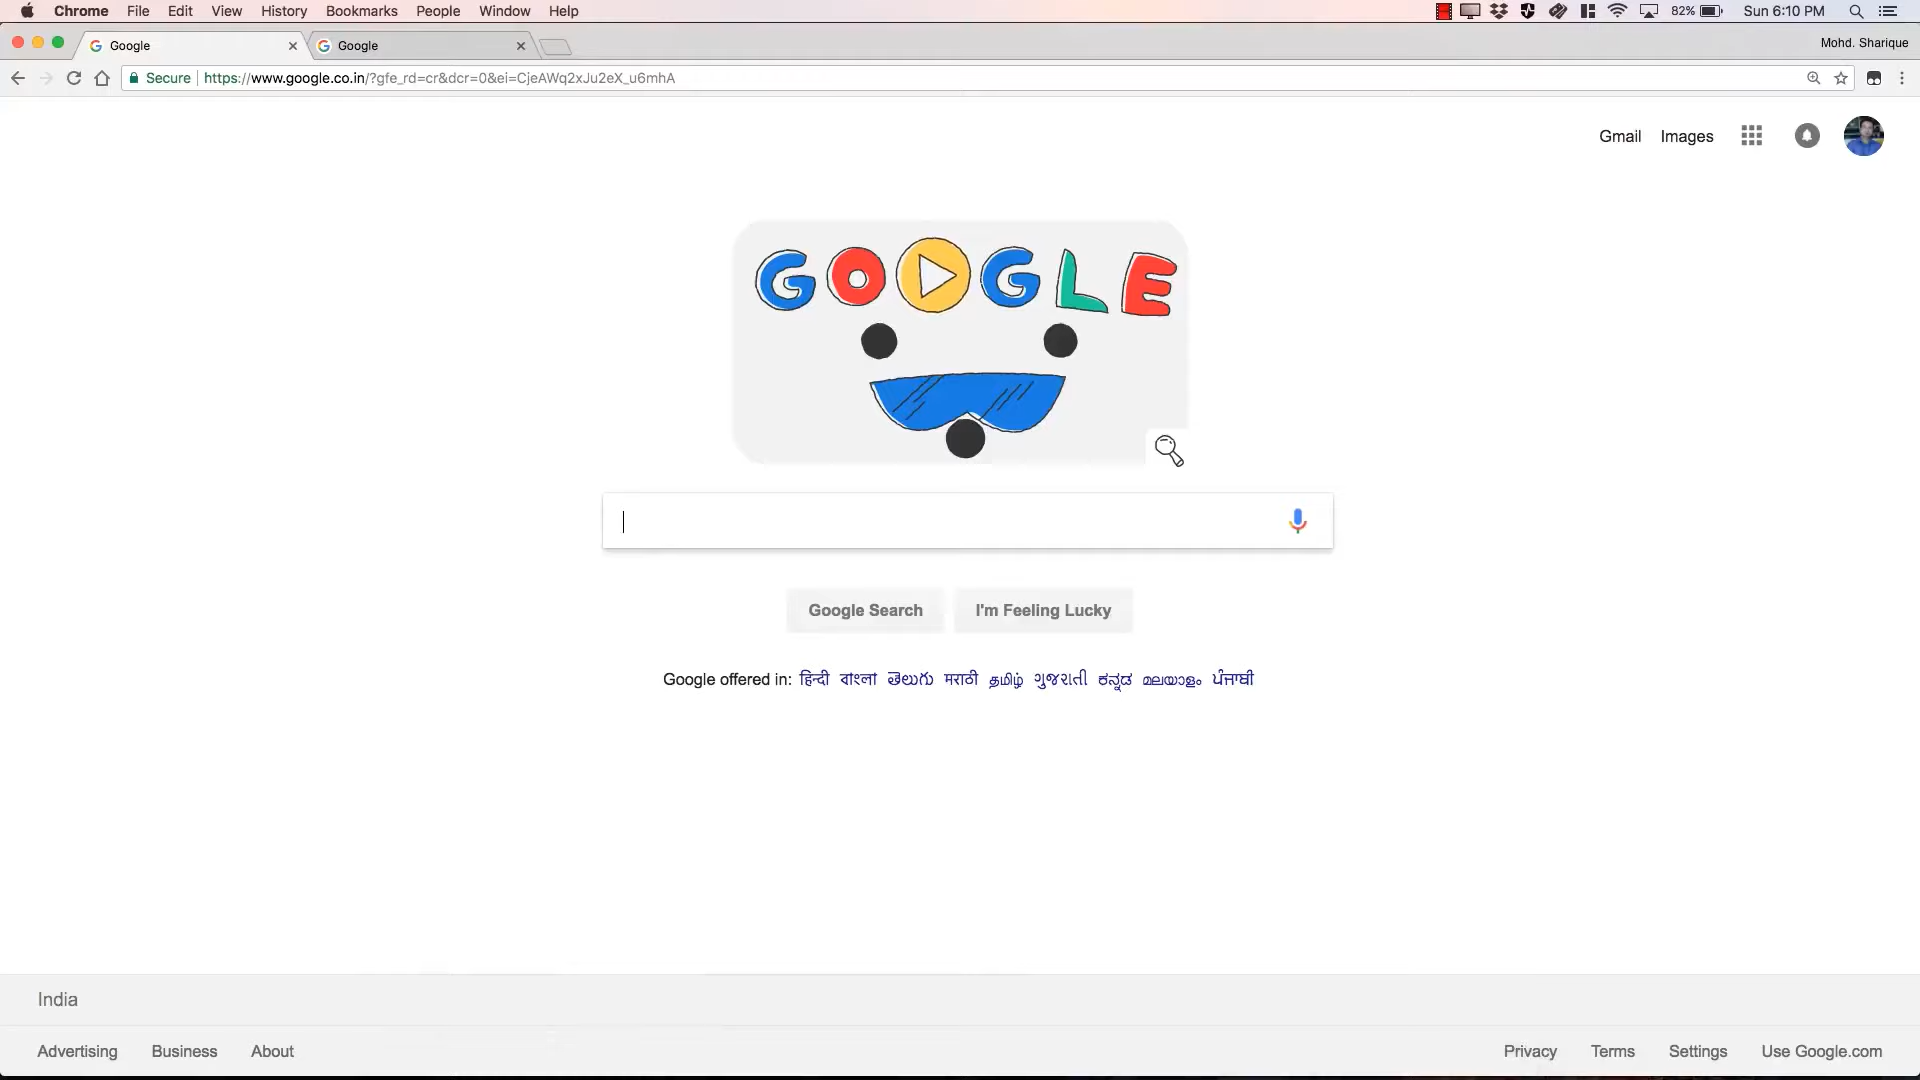 Chrome File Edit View History Bookmarks People Window Help 82% Sun 6:10 PM
Google Google Mohd. Sharique
Secure https://www.google.co.in/?gfe_rd=cr&dcr=0&ei=CjeAWq2xJu2eX_u6mhA
Gmail Images
GOOGLE
Google Search I'm Feeling Lucky
Google offered in: हिन्दी বাংলা తెలుగు मराठी தமிழ் ગુજરાતી ಕನ್ನಡ മലയാളം ਪੰਜਾਬੀ
India
Advertising Business About Privacy Terms Settings Use Google.com